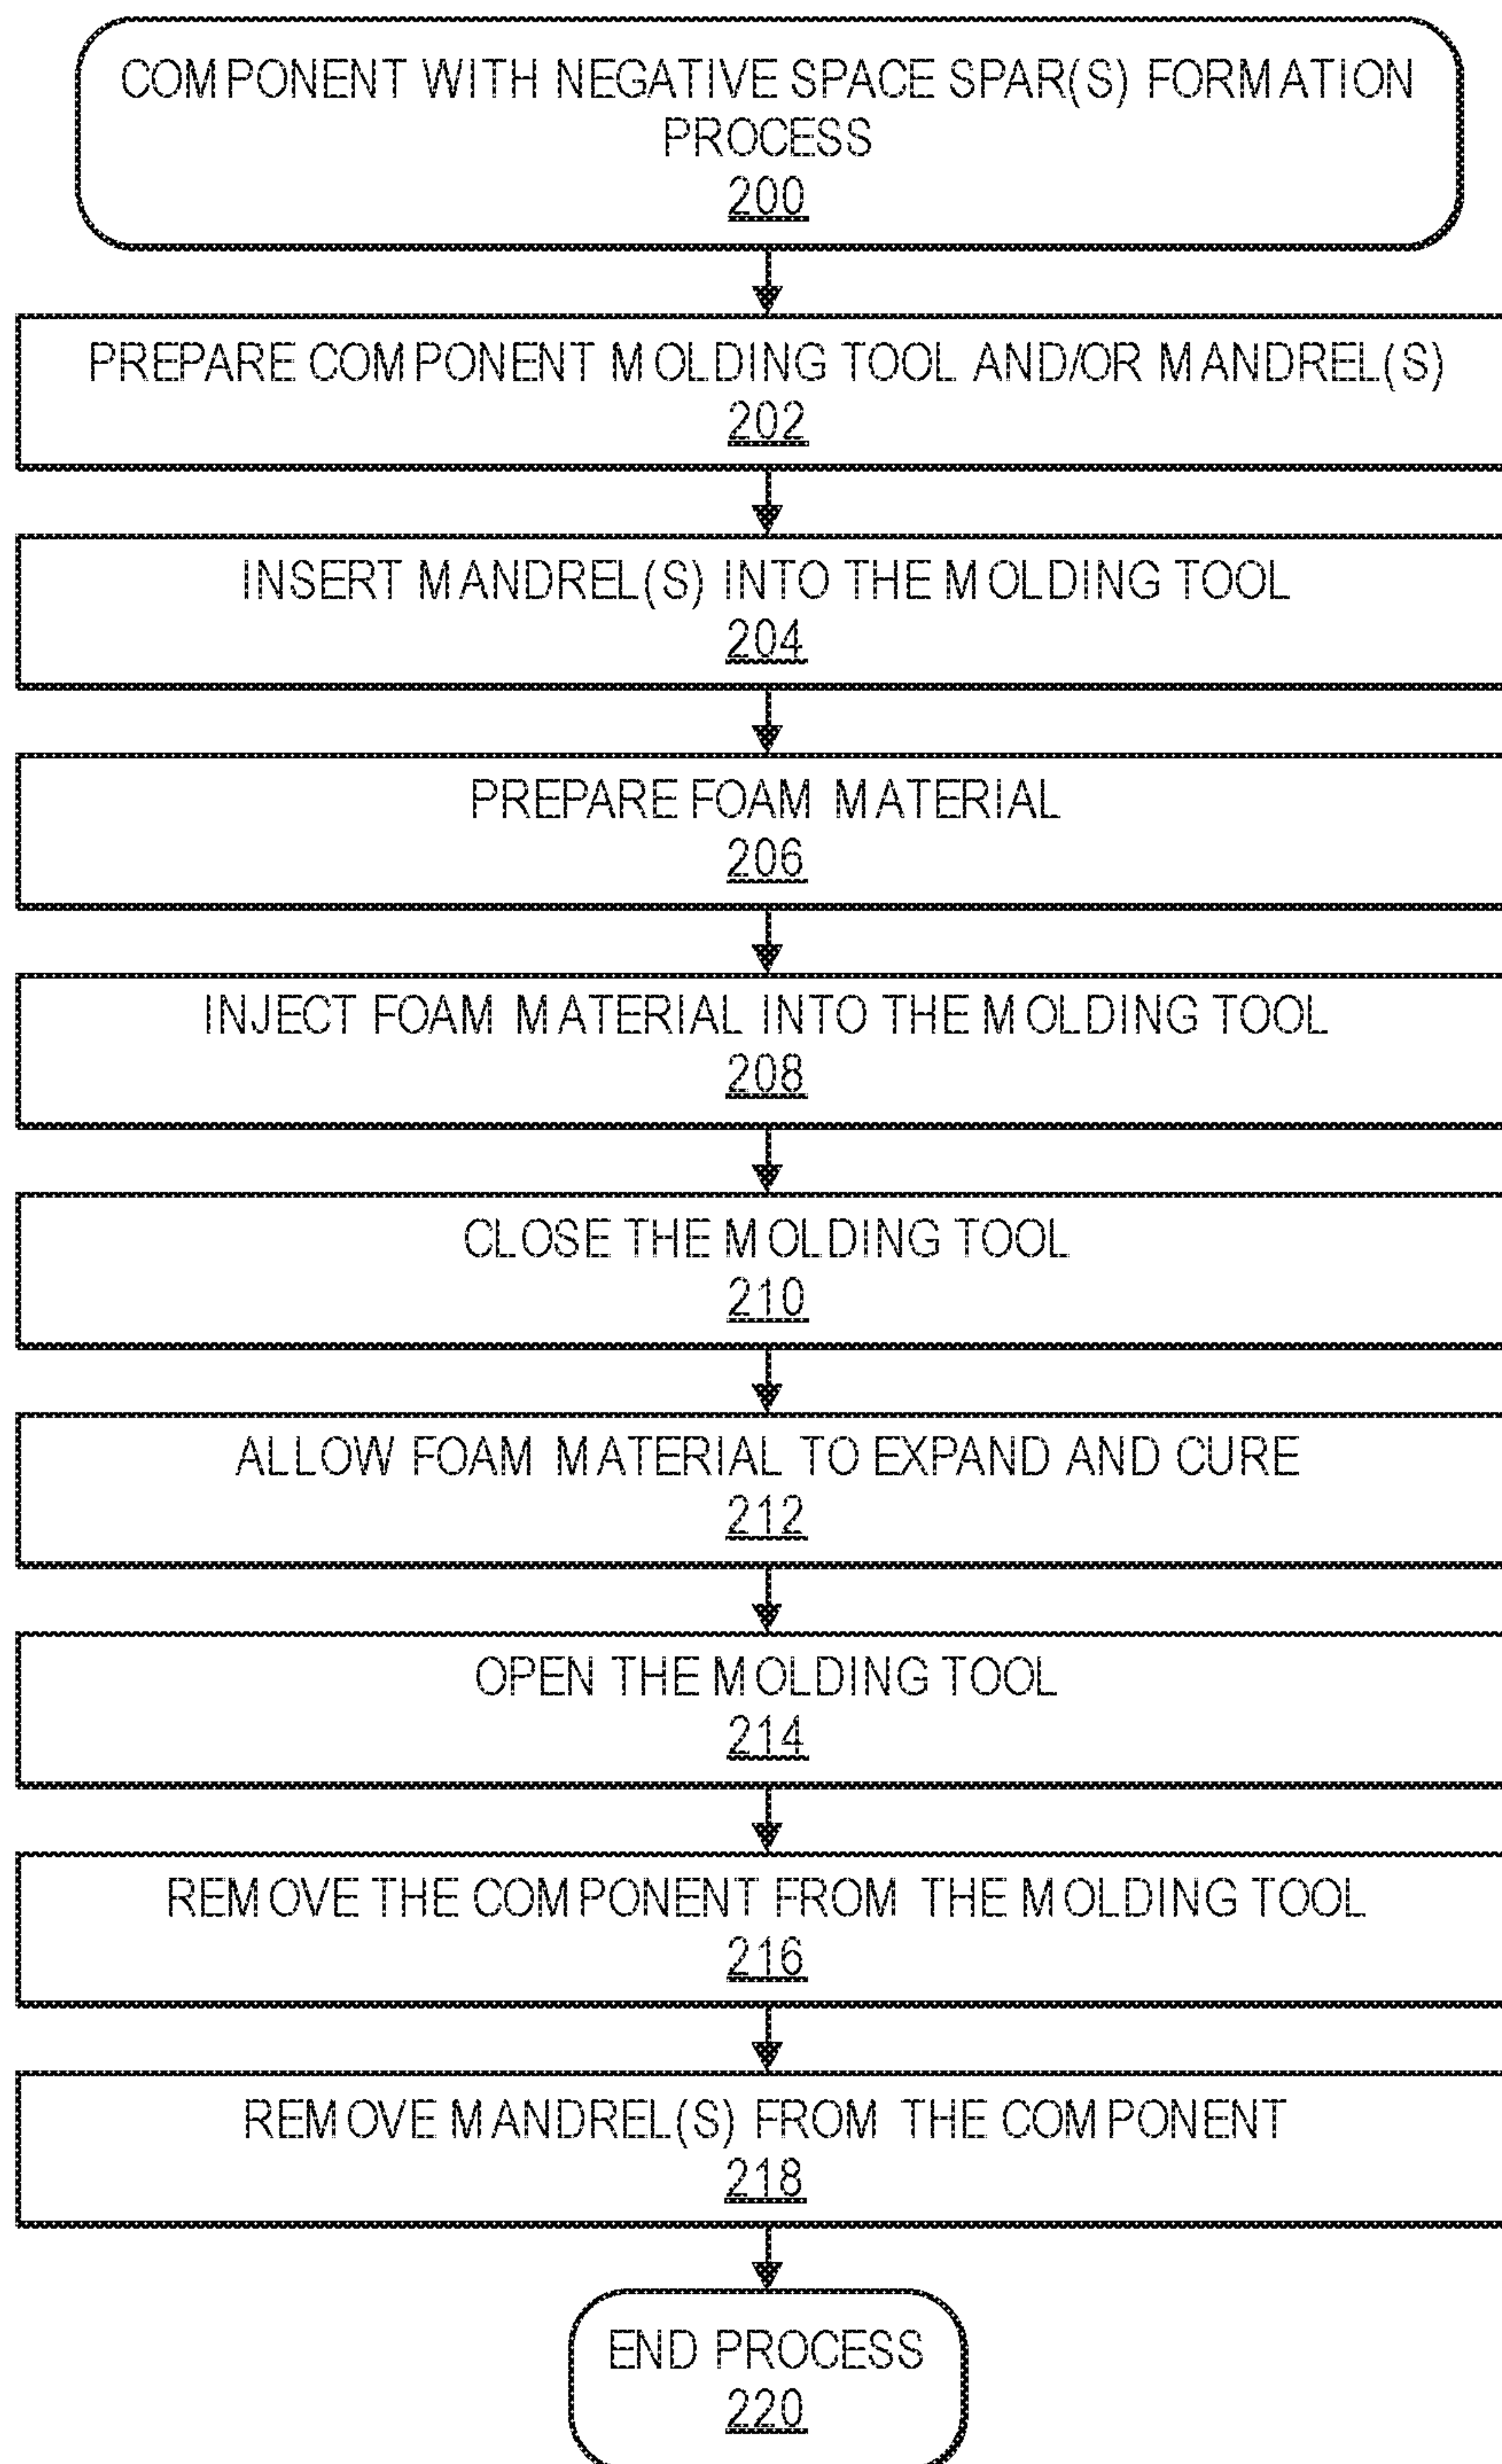 COMPONENT WITH NEGATIVE SPACE SPAR(S) FORMATION
PROCESS
200
PREPARE COMPONENT MOLDING TOOL AND/OR MANDREL(S)
202
INSERT MANDREL(S) INTO THE MOLDING TOOL
204
PREPARE FOAM MATERIAL
206
INJECT FOAM MATERIAL INTO THE MOLDING TOOL
208
CLOSE THE MOLDING TOOL
210
ALLOW FOAM MATERIAL TO EXPAND AND CURE
212
OPEN THE MOLDING TOOL
214
REMOVE THE COMPONENT FROM THE MOLDING TOOL
216
REMOVE MANDREL(S) FROM THE COMPONENT
218
END PROCESS
220